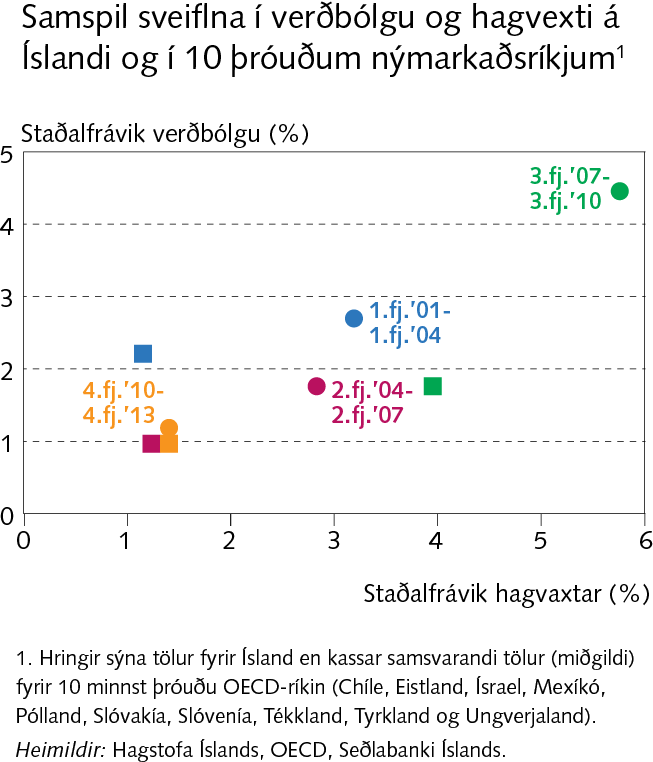 Samspil sveiflna í verðbólgu og hagvexti á
Íslandi og í 10 þróuðum nýmarkaðsríkjum¹
Staðalfrávik verðbólgu (%)
5
4
3
2
1
0
3.fj.'07-
3.fj.'10
1.fj.'01-
1.fj.'04
4.fj.'10-
4.fj.'13
2.fj.'04-
2.fj.'07
0 1 2 3 4 5 6
Staðalfrávik hagvaxtar (%)
1. Hringir sýna tölur fyrir Ísland en kassar samsvarandi tölur (miðgildi)
fyrir 10 minnst þróuðu OECD-ríkin (Chíle, Eistland, Ísrael, Mexíkó,
Pólland, Slóvakía, Slóvenía, Tékkland, Tyrkland og Ungverjaland).
Heimildir: Hagstofa Íslands, OECD, Seðlabanki Íslands.